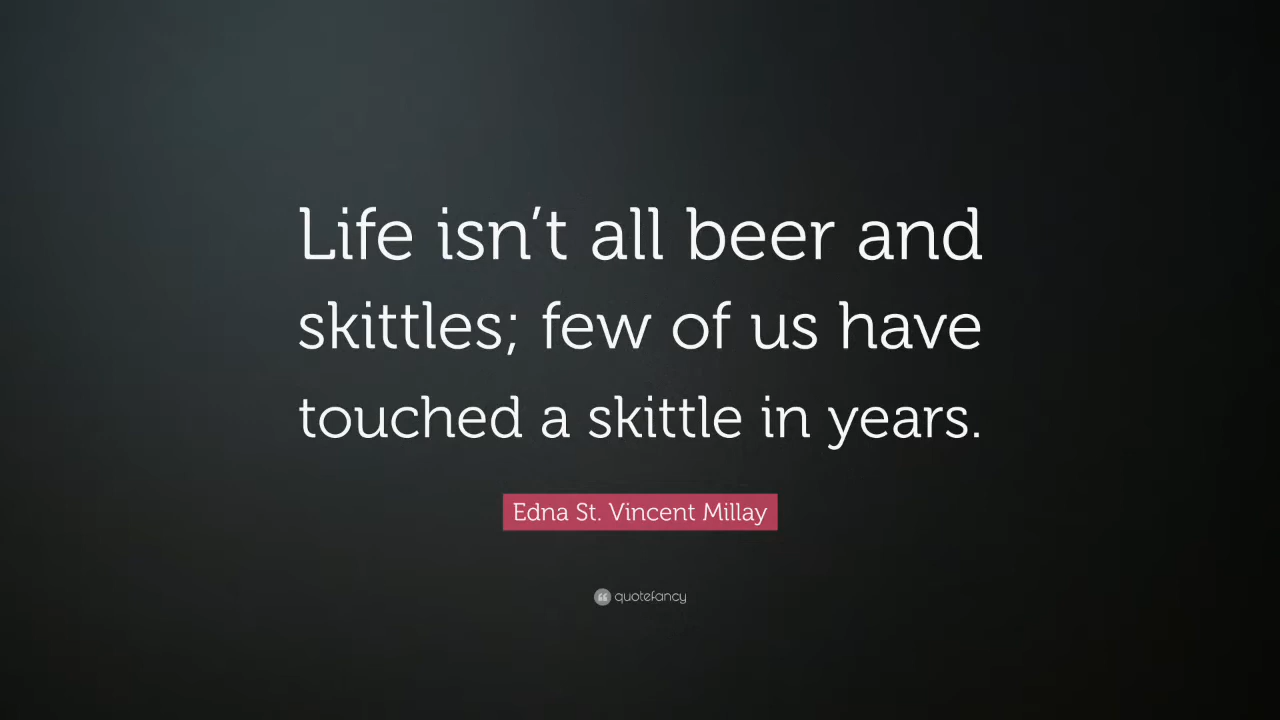 Life isn’t all beer and
skittles; few of us have
touched a skittle in years.
Edna St. Vincent Millay
quotefancy